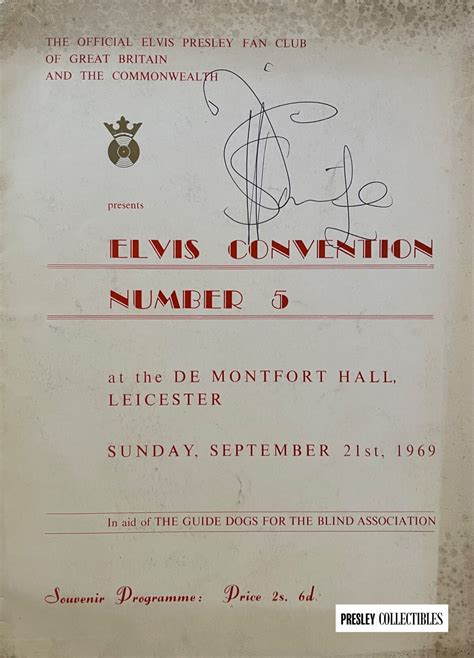 THE OFFICIAL ELVIS PRESLEY FAN CLUB
OF GREAT BRITAIN
AND THE COMMONWEALTH
presents
ELVIS CONVENTION
NUMBER 5
at the DE MONTFORT HALL,
LEICESTER
SUNDAY, SEPTEMBER 21st, 1969
In aid of THE GUIDE DOGS FOR THE BLIND ASSOCIATION
Souvenir Programme: Price 2s. 6d.
PRESLEY COLLECTIBLES